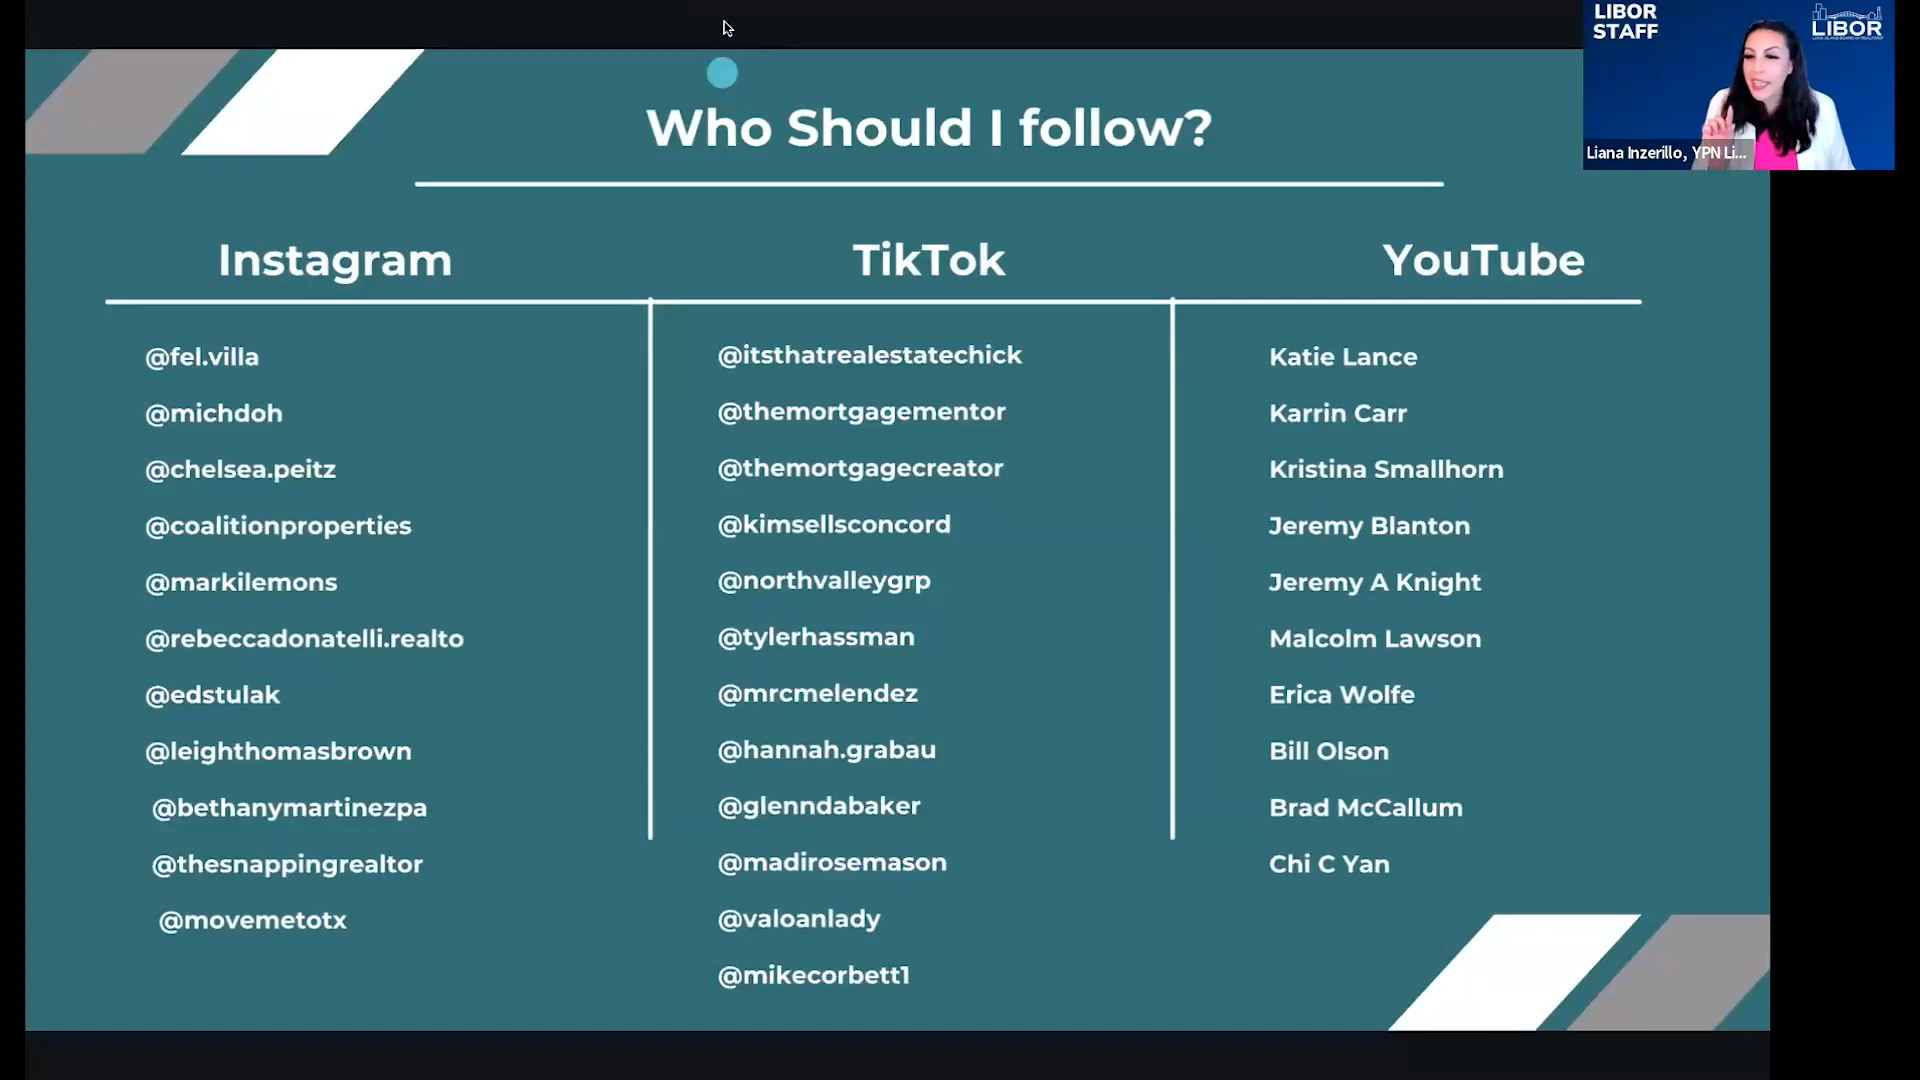 LIBOR
STAFF
LIBOR
Liana Inzerillo, YPN Li...
Who Should I follow?
Instagram
@fel.villa
@michdoh
@chelsea.peitz
@coalitionproperties
@markilemons
@rebeccadonatelli.realto
@edstulak
@leighthomasbrown
@bethanymartinezpa
@thesnappingrealtor
@movemetotx
TikTok
@itsthatrealestatechick
@themortgagementor
@themortgagecreator
@kimsellsconcord
@northvalleygrp
@tylerhassman
@mrcmelendez
@hannah.grabau
@glenndabaker
@madirosemason
@valoanlady
@mikecorbett1
YouTube
Katie Lance
Karrin Carr
Kristina Smallhorn
Jeremy Blanton
Jeremy A Knight
Malcolm Lawson
Erica Wolfe
Bill Olson
Brad McCallum
Chi C Yan